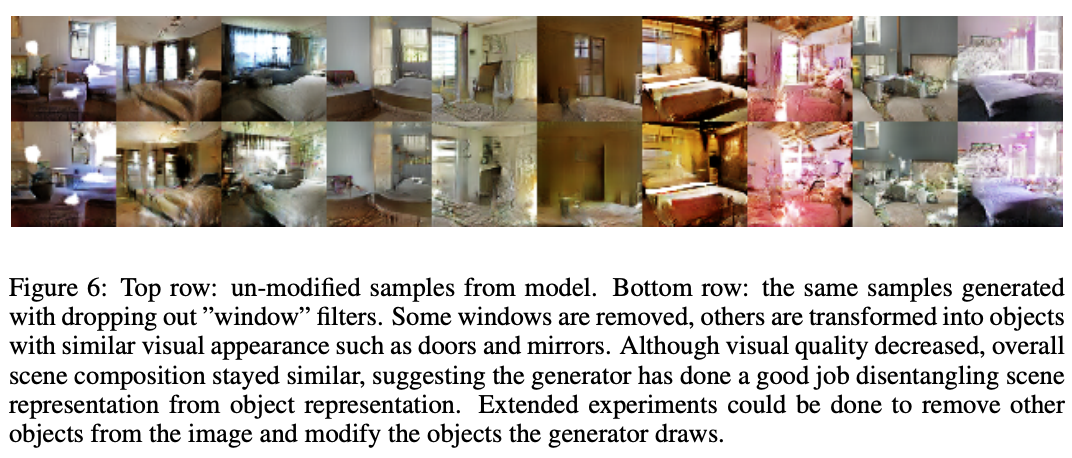 Figure 6: Top row: un-modified samples from model. Bottom row: the same samples generated
with dropping out ”window” filters. Some windows are removed, others are transformed into objects
with similar visual appearance such as doors and mirrors. Although visual quality decreased, overall
scene composition stayed similar, suggesting the generator has done a good job disentangling scene
representation from object representation. Extended experiments could be done to remove other
objects from the image and modify the objects the generator draws.